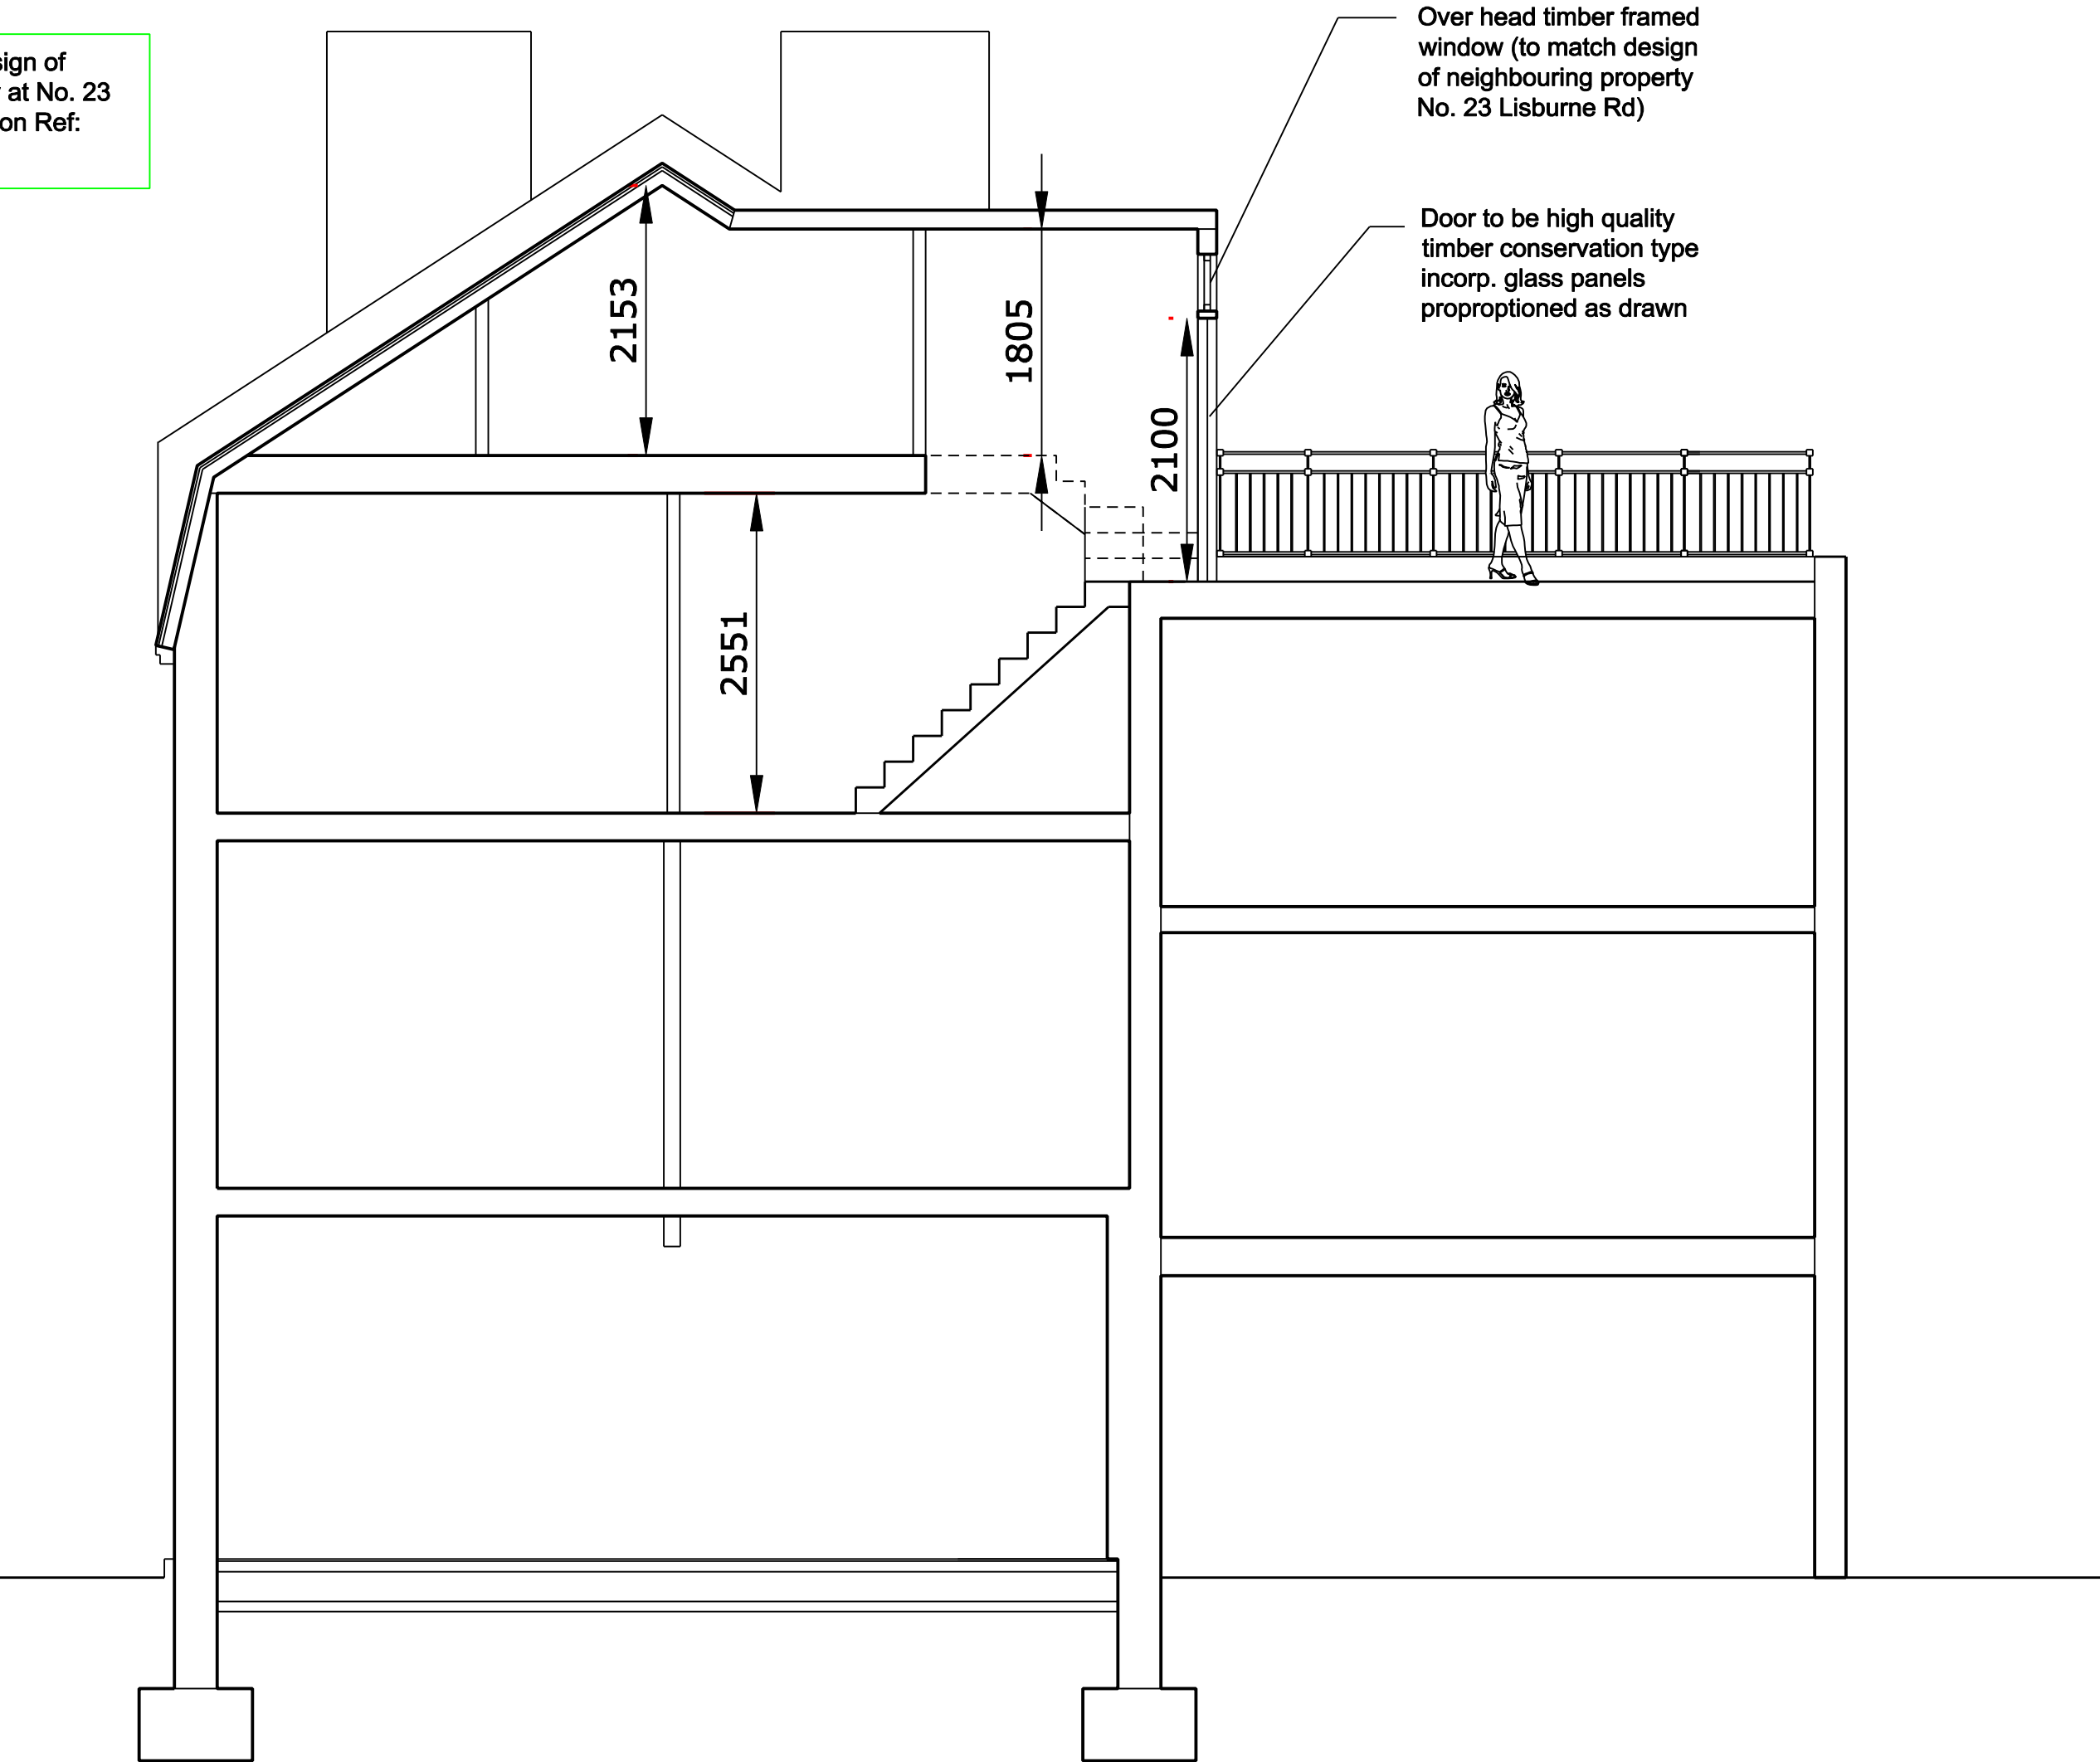 sign of
at No. 23
on Ref:
Over head timber framed
window (to match design
of neighbouring property
No. 23 Lisburne Rd)
Door to be high quality
timber conservation type
incorp. glass panels
proproptioned as drawn
2153
1805
2100
2551